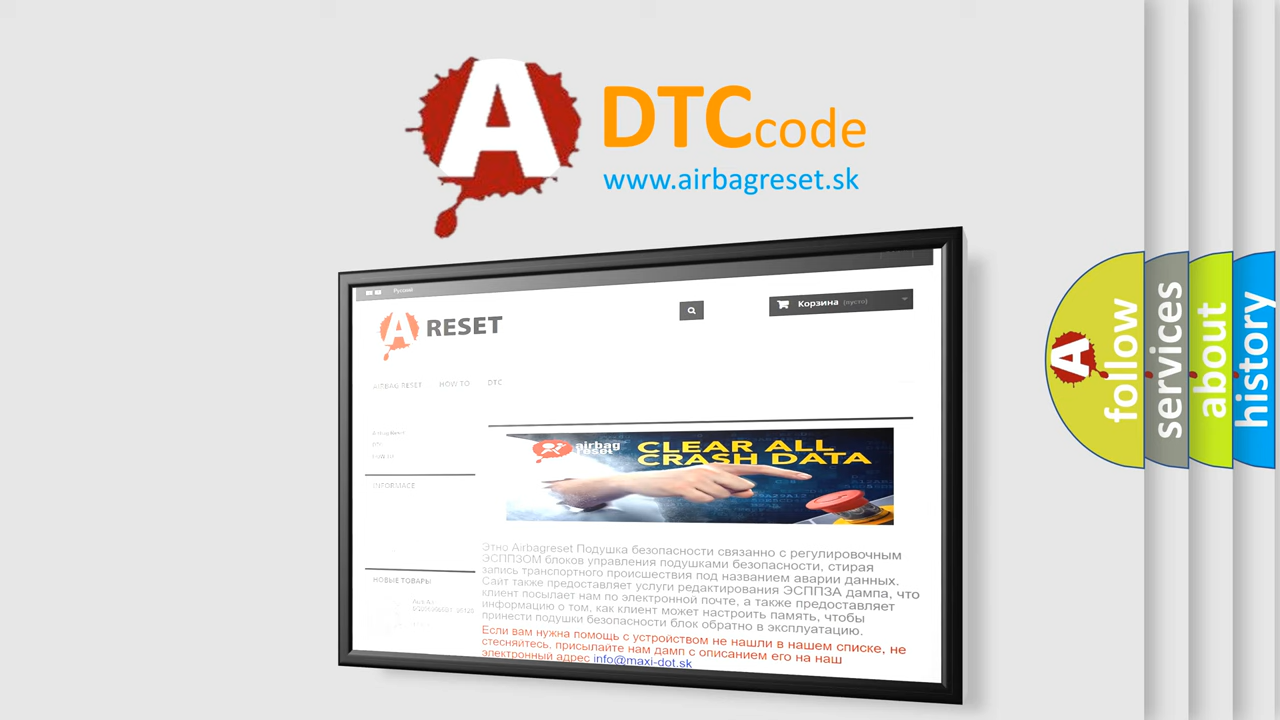 A
DTCcode
www.airbagreset.sk
Русский
A RESET
Корзина (пусто)
AIRBAG RESET HOW TO DTC
INFORMACE
НОВЫЕ ТОВАРЫ
airbag
reset
CLEAR ALL
CRASH DATA
Этно Airbagreset Подушка безопасности связанно с регулировочным
ЭСППЗОМ блоков управления подушками безопасности, стирая
запись транспортного происшествия под названием аварии данных.
Сайт также предоставляет услуги редактирования ЭСППЗА дампа, что
клиент посылает нам по электронной почте, а также предоставляет
информацию о том, как клиент может настроить память, чтобы
принести подушки безопасности блок обратно в эксплуатацию.
Если вам нужна помощь с устройством не нашли в нашем списке, не
стесняйтесь, присылайте нам дамп с описанием его на наш
электронный адрес info@maxi-dot.sk
A
follow
services
about
history